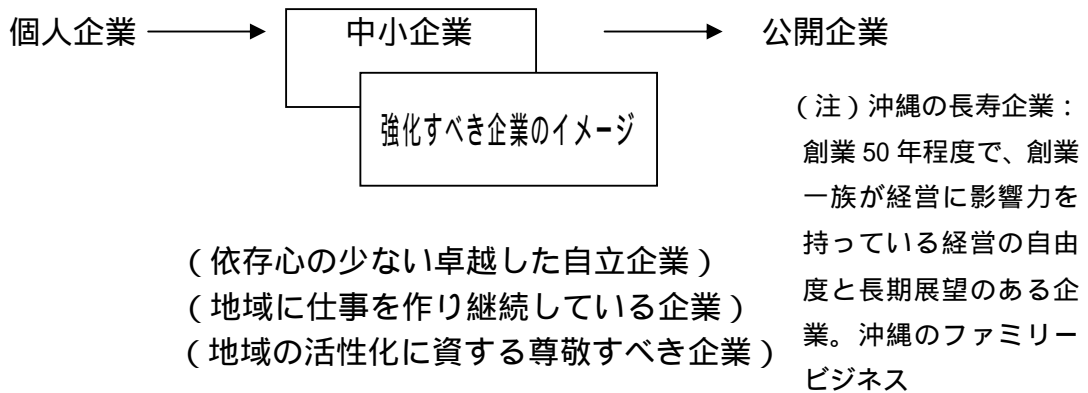 個人企業
中小企業
公開企業
強化すべき企業のイメージ
(依存心の少ない卓越した自立企業)
(地域に仕事を作り継続している企業)
(地域の活性化に資する尊敬すべき企業)
(注)沖縄の長寿企業:
創業 50 年程度で、創業
一族が経営に影響力を
持っている経営の自由
度と長期展望のある企
業。沖縄のファミリー
ビジネス